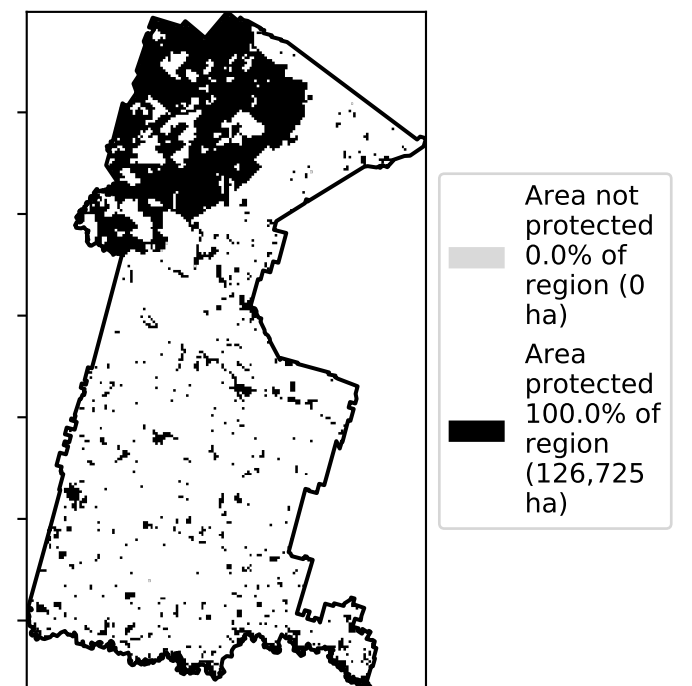 Area not
protected
0.0% of
region (0
ha)
Area
protected
100.0% of
region
(126,725
ha)